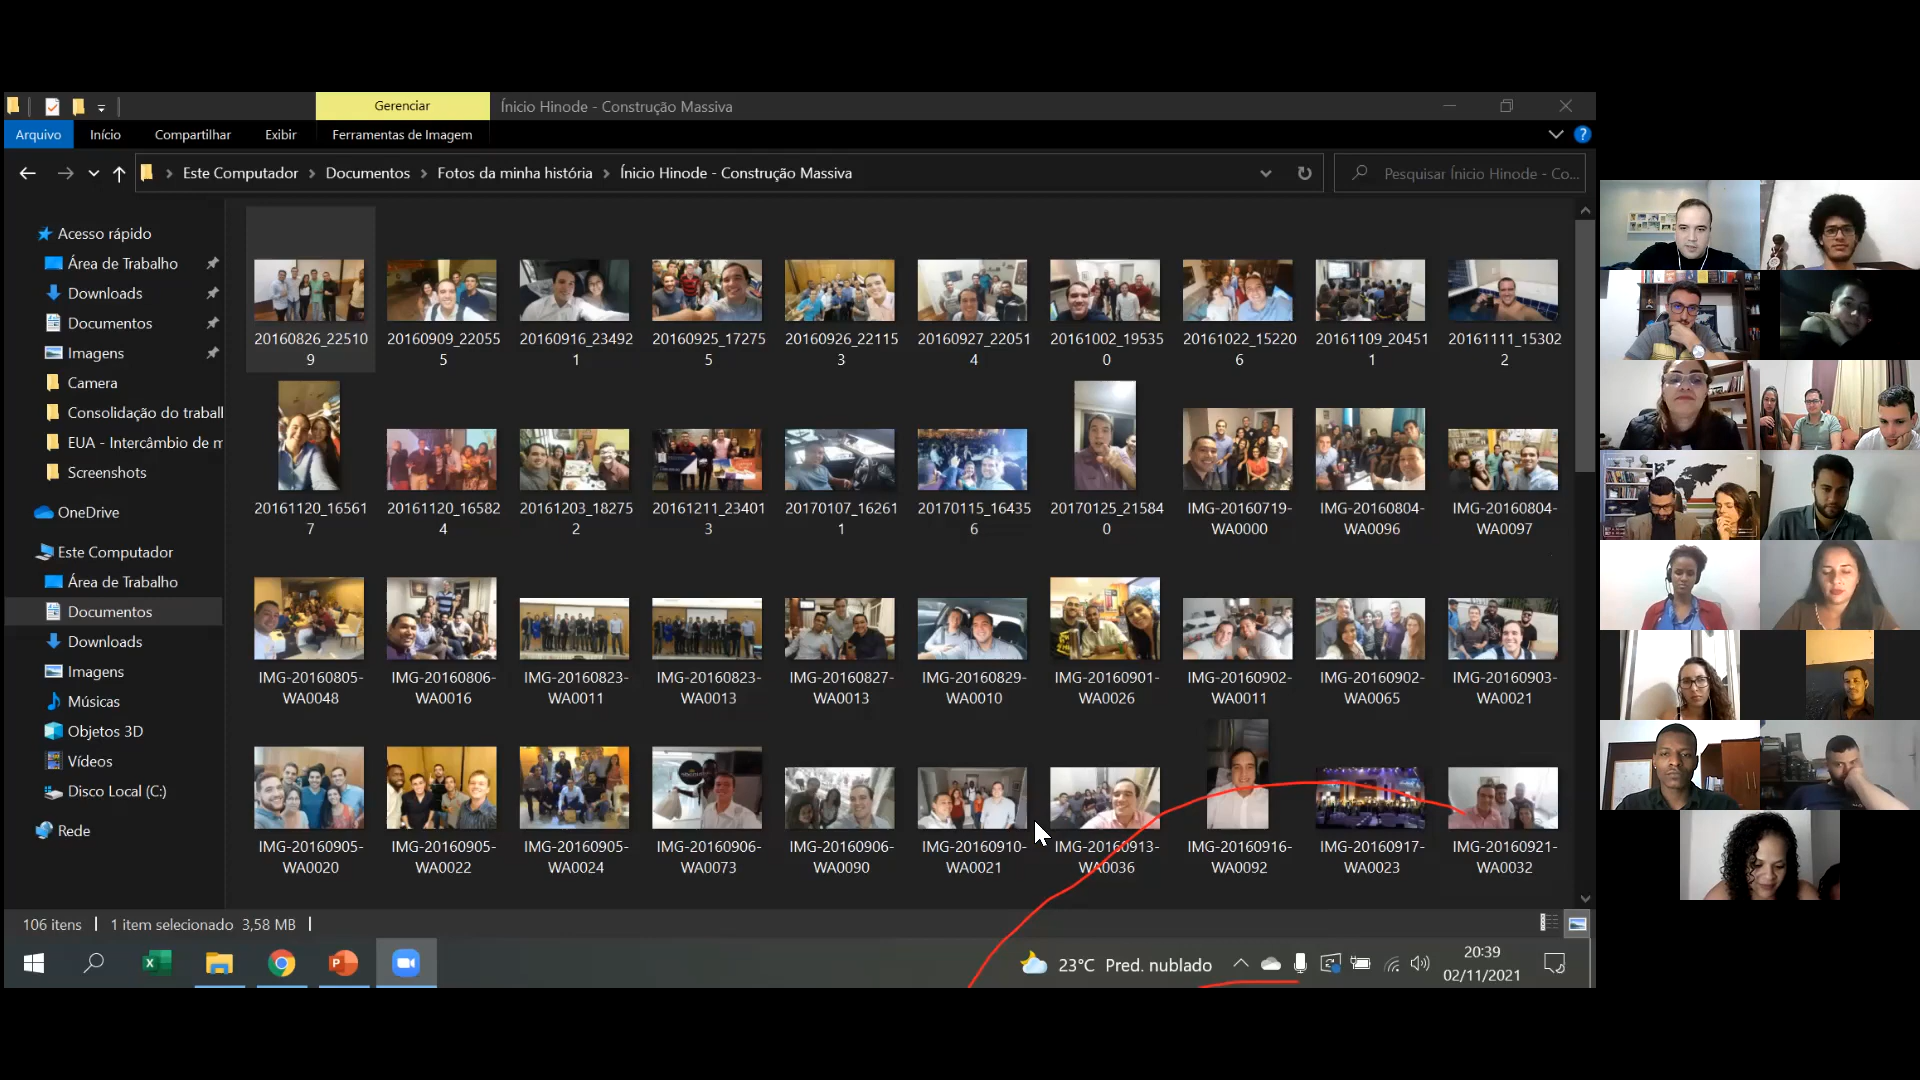 Gerenciar
Ínicio Hinode - Construção Massiva
Arquivo
Início
Compartilhar
Exibir
Ferramentas de Imagem
?
Este Computador > Documentos > Fotos da minha história > Ínicio Hinode - Construção Massiva
Pesquisar Ínicio Hinode - Co...
Acesso rápido
Área de Trabalho
Downloads
Documentos
Imagens
Camera
Consolidação do traball
EUA - Intercâmbio de m
Screenshots
OneDrive
Este Computador
Área de Trabalho
Documentos
Downloads
Imagens
Músicas
Objetos 3D
Vídeos
Disco Local (C:)
Rede
20160826_225109
20160909_220555
20160916_234921
20160925_172755
20160926_221153
20160927_220514
20161002_195350
20161022_152206
20161109_204511
20161111_153022
20161120_165617
20161120_165824
20161203_182752
20161211_234013
20170107_162611
20170115_164356
20170125_215840
IMG-20160719-WA0000
IMG-20160804-WA0096
IMG-20160804-WA0097
IMG-20160805-WA0048
IMG-20160806-WA0016
IMG-20160823-WA0011
IMG-20160823-WA0013
IMG-20160827-WA0013
IMG-20160829-WA0010
IMG-20160901-WA0026
IMG-20160902-WA0011
IMG-20160902-WA0065
IMG-20160903-WA0021
IMG-20160905-WA0020
IMG-20160905-WA0022
IMG-20160905-WA0024
IMG-20160906-WA0073
IMG-20160906-WA0090
IMG-20160910-WA0021
IMG-20160913-WA0036
IMG-20160916-WA0092
IMG-20160917-WA0023
IMG-20160921-WA0032
106 itens
1 item selecionado 3,58 MB
23°C Pred. nublado
20:39
02/11/2021